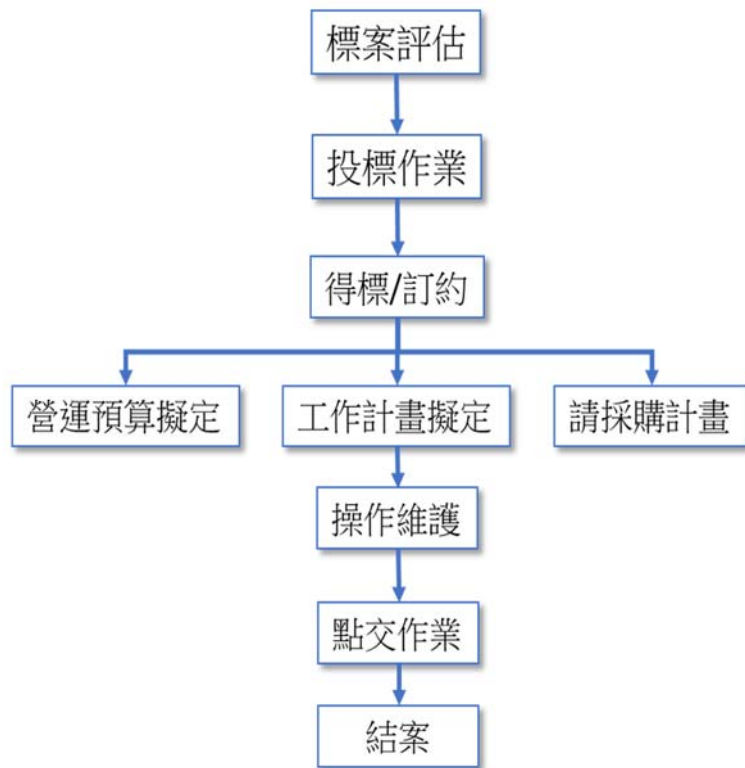 標案評估
投標作業
得標/訂約
營運預算擬定
工作計畫擬定
請採購計畫
操作維護
點交作業
結案